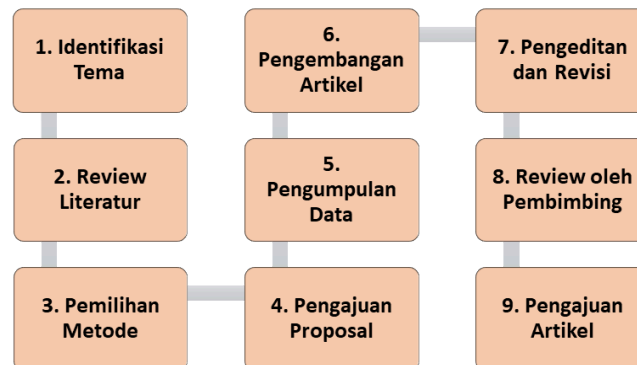 1. Identifikasi
Tema
2. Review
Literatur
3. Pemilihan
Metode
4. Pengajuan
Proposal
5.
Pengumpulan
Data
6.
Pengembangan
Artikel
7. Pengeditan
dan Revisi
8. Review oleh
Pembimbing
9. Pengajuan
Artikel